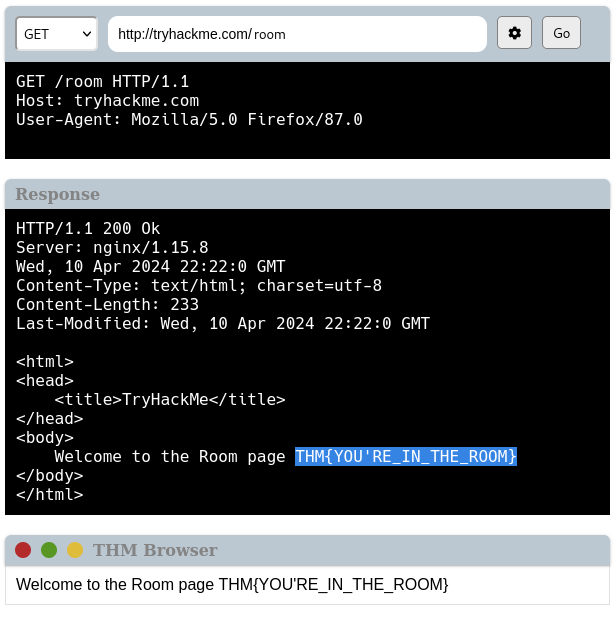 GET http://tryhackme.com/room Go
GET /room HTTP/1.1
Host: tryhackme.com
User-Agent: Mozilla/5.0 Firefox/87.0
Response
HTTP/1.1 200 Ok
Server: nginx/1.15.8
Wed, 10 Apr 2024 22:22:0 GMT
Content-Type: text/html; charset=utf-8
Content-Length: 233
Last-Modified: Wed, 10 Apr 2024 22:22:0 GMT
<html>
<head>
<title>TryHackMe</title>
</head>
<body>
Welcome to the Room page THM{YOU'RE_IN_THE_ROOM}
</body>
</html>
THM Browser
Welcome to the Room page THM{YOU'RE_IN_THE_ROOM}